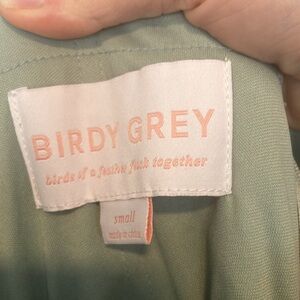 BIRDY GREY
birds of a feather flock together
small
made in china